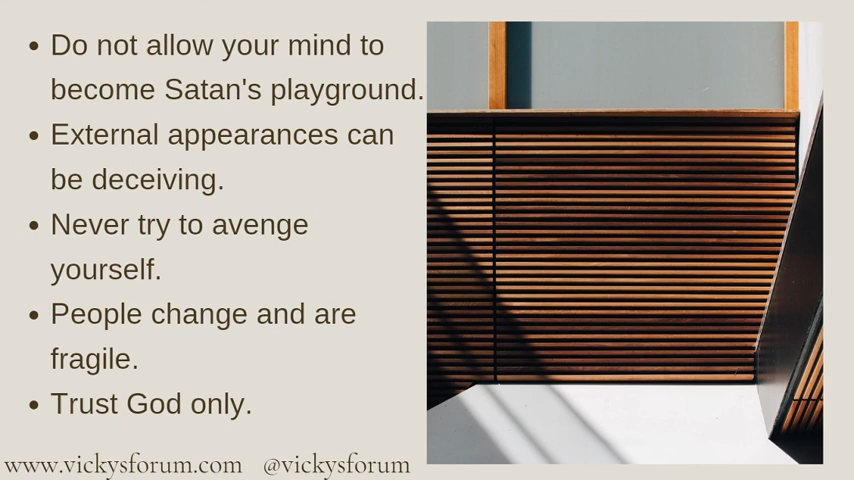 • Do not allow your mind to
become Satan's playground.
• External appearances can
be deceiving.
• Never try to avenge
yourself.
• People change and are
fragile.
• Trust God only.
www.vickysforum.com @vickysforum